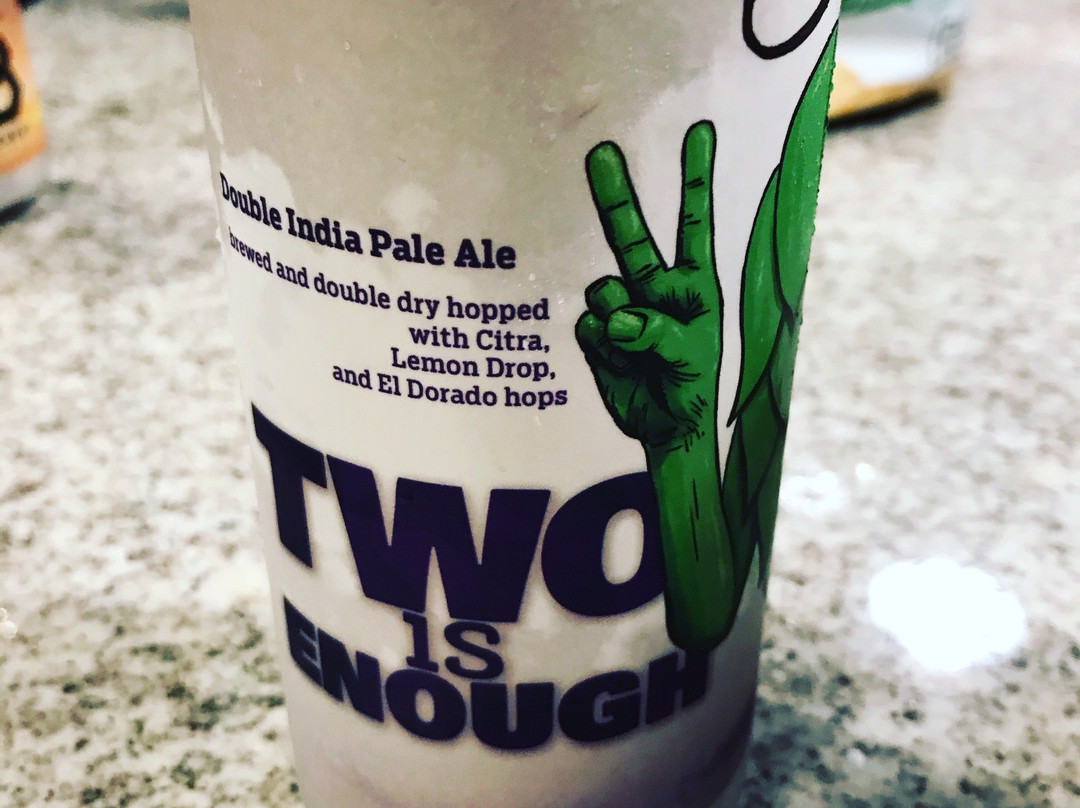 Double India Pale Ale
brewed and double dry hopped
with Citra,
Lemon Drop,
and El Dorado hops
TWO
IS
ENOUGH